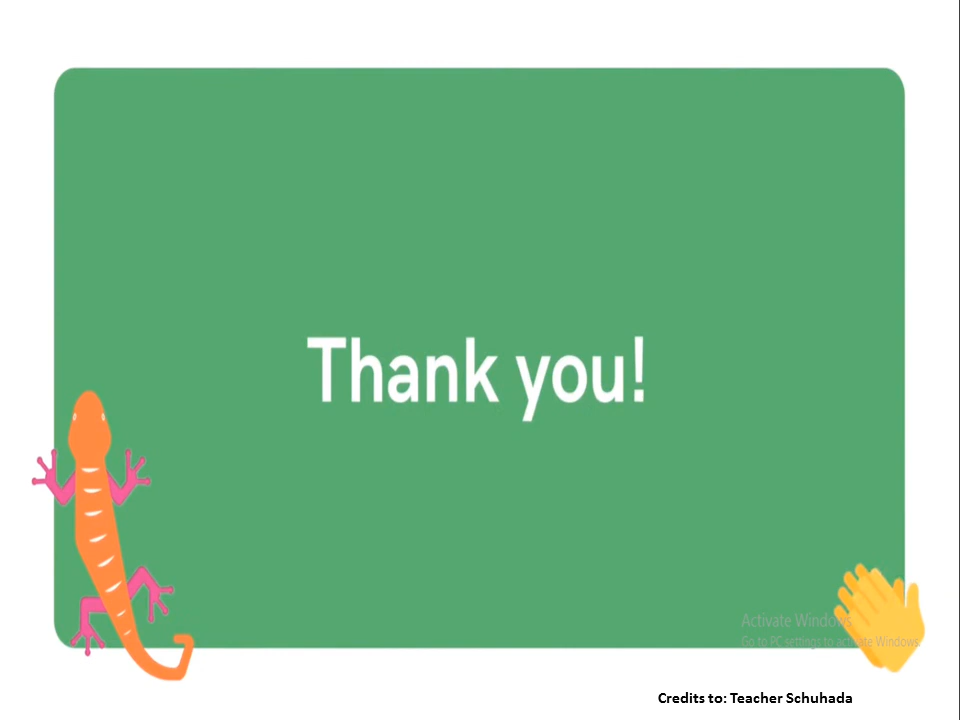 Thank you!
Activate Windows
Go to PC settings to activate Windows.
Credits to: Teacher Schuhada